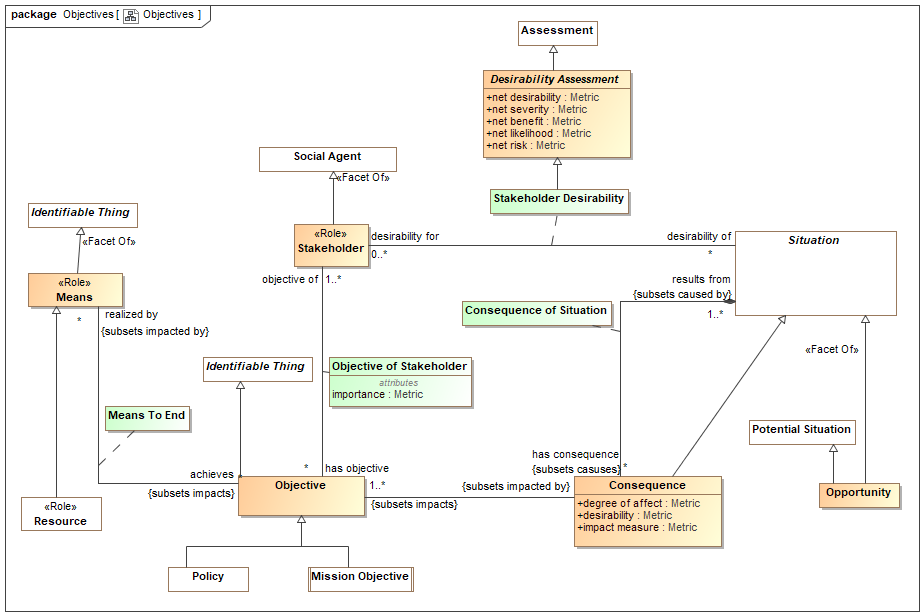 package Objectives [ Objectives ]
Assessment
Desirability Assessment
+net desirability : Metric
+net severity : Metric
+net benefit : Metric
+net likelihood : Metric
+net risk : Metric
Social Agent
«Facet Of»
Stakeholder Desirability
Identifiable Thing
«Facet Of»
«Role»
Stakeholder
desirability for
0..*
desirability of
*
Situation
«Role»
Means
*
realized by
{subsets impacted by}
objective of
1..*
results from
{subsets caused by}
1..*
Consequence of Situation
«Facet Of»
Identifiable Thing
Objective of Stakeholder
attributes
importance : Metric
Means To End
Potential Situation
achieves
*
{subsets impacts}
*
has objective
Objective
1..*
{subsets impacts}
has consequence
{subsets casuses}
*
{subsets impacted by}
Consequence
+degree of affect : Metric
+desirability : Metric
+impact measure : Metric
Opportunity
«Role»
Resource
Policy
Mission Objective